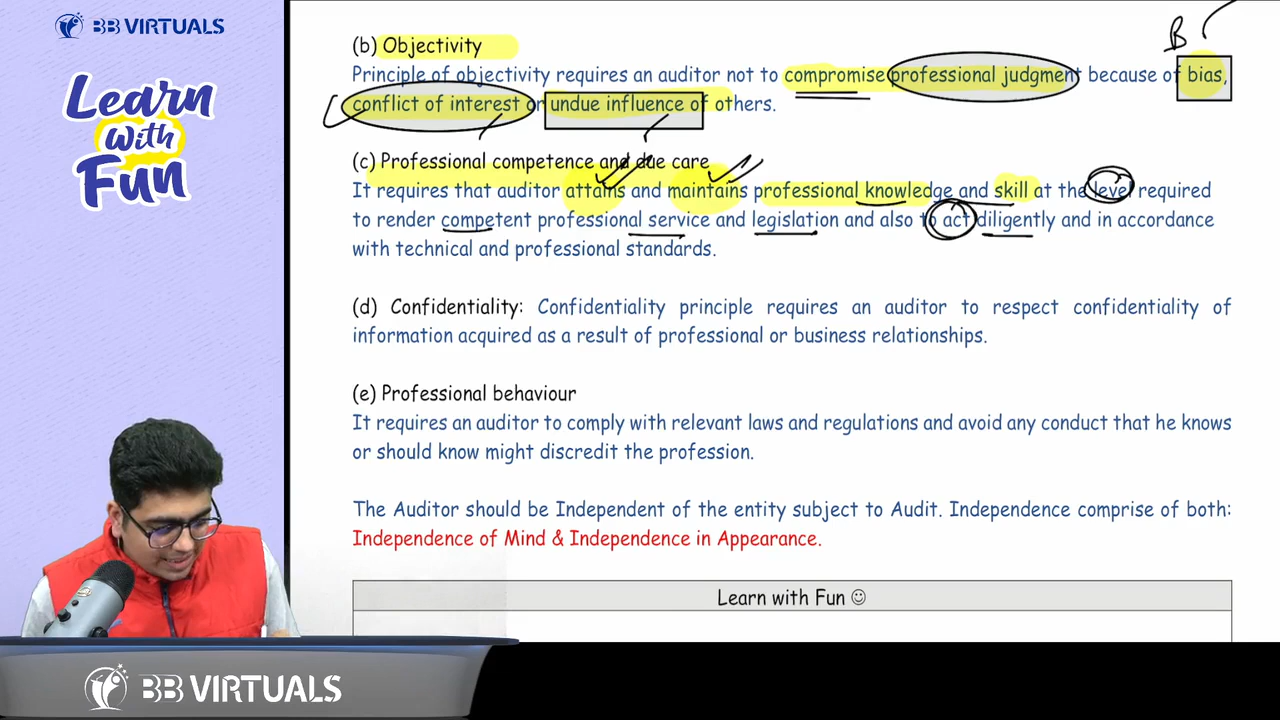 BB VIRTUALS
Learn
With
Fun
B
(b) Objectivity
Principle of objectivity requires an auditor not to compromise professional judgment because of bias,
conflict of interest or undue influence of others.
(c) Professional competence and due care
It requires that auditor attains and maintains professional knowledge and skill at the level required
to render competent professional service and legislation and also to act diligently and in accordance
with technical and professional standards.
(d) Confidentiality: Confidentiality principle requires an auditor to respect confidentiality of
information acquired as a result of professional or business relationships.
(e) Professional behaviour
It requires an auditor to comply with relevant laws and regulations and avoid any conduct that he knows
or should know might discredit the profession.
The Auditor should be Independent of the entity subject to Audit. Independence comprise of both:
Independence of Mind & Independence in Appearance.
Learn with Fun ☺
BB VIRTUALS